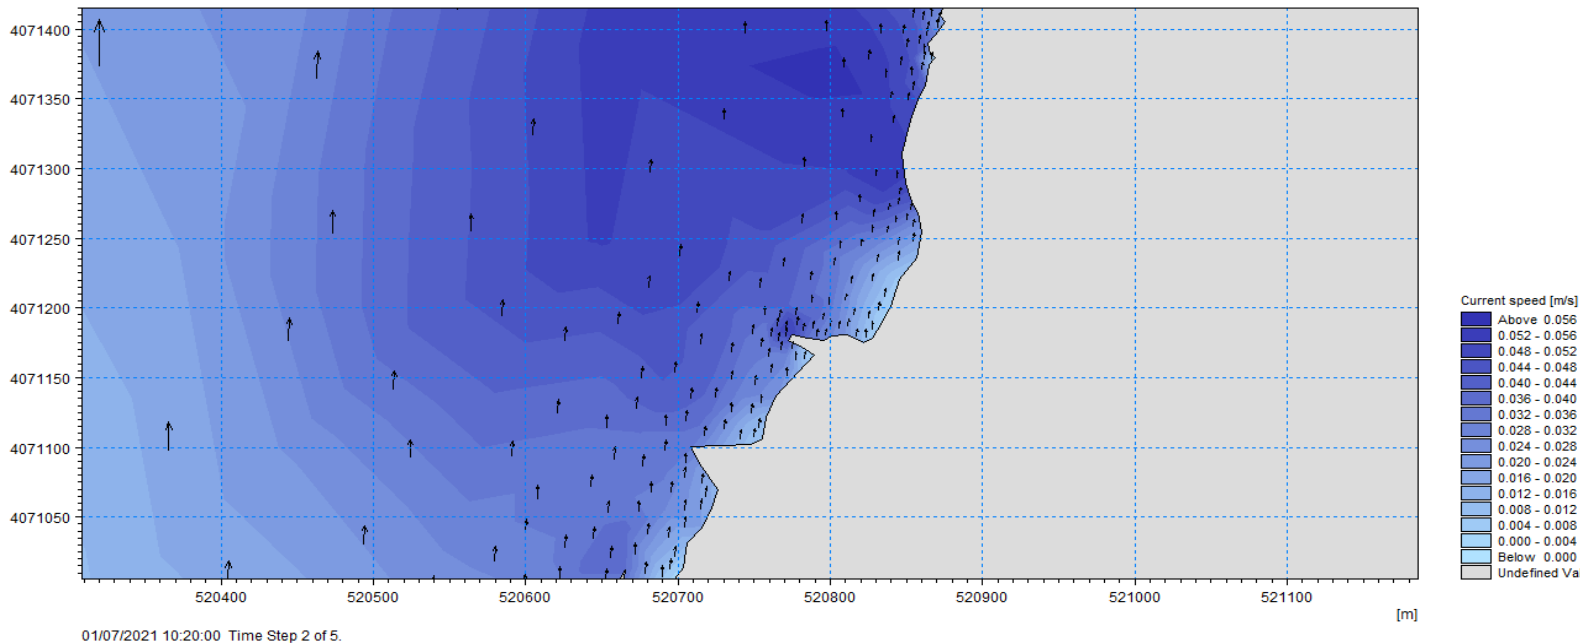 4071400
4071350
4071300
4071250
4071200
4071150
4071100
4071050
520400 520500 520600 520700 520800 520900 521000 521100
[m]
01/07/2021 10:20:00 Time Step 2 of 5.
Current speed [m/s]
Above 0.056
0.052 - 0.056
0.048 - 0.052
0.044 - 0.048
0.040 - 0.044
0.036 - 0.040
0.032 - 0.036
0.028 - 0.032
0.024 - 0.028
0.020 - 0.024
0.016 - 0.020
0.012 - 0.016
0.008 - 0.012
0.004 - 0.008
0.000 - 0.004
Below 0.000
Undefined Va